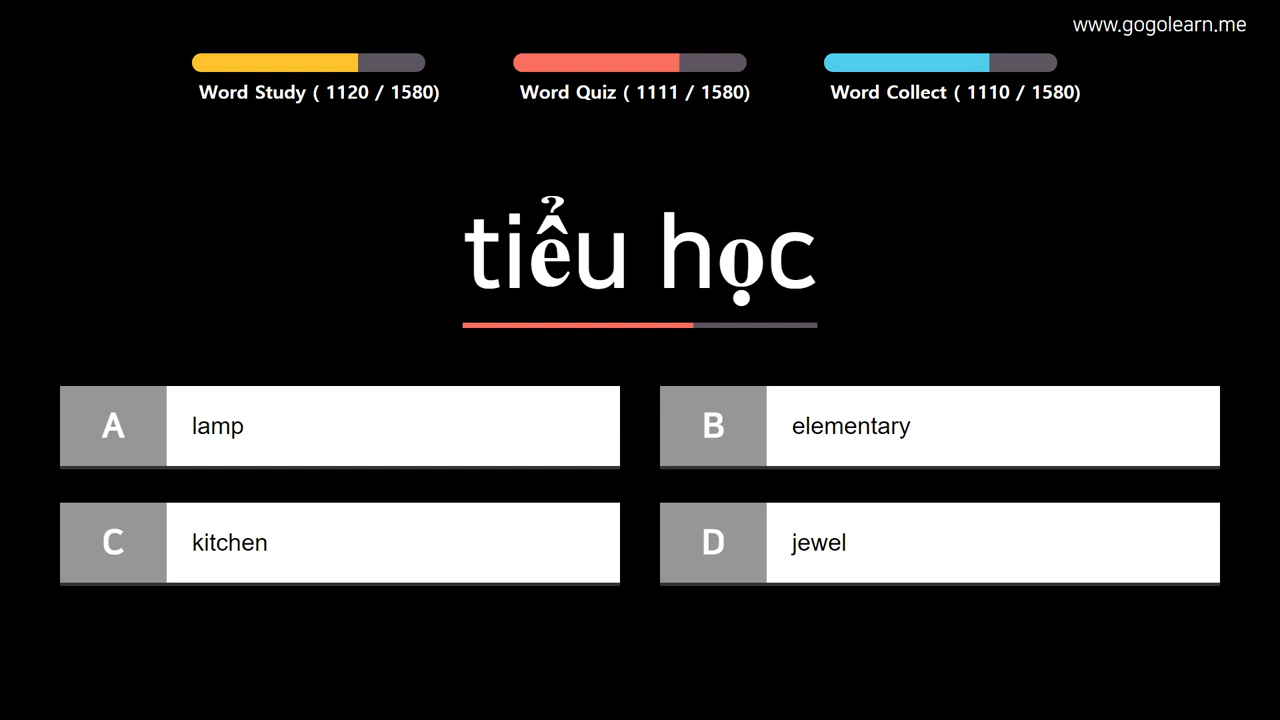 www.gogolearn.me
Word Study ( 1120 / 1580)
Word Quiz ( 1111 / 1580)
Word Collect ( 1110 / 1580)
tiểu học
A lamp
B elementary
C kitchen
D jewel